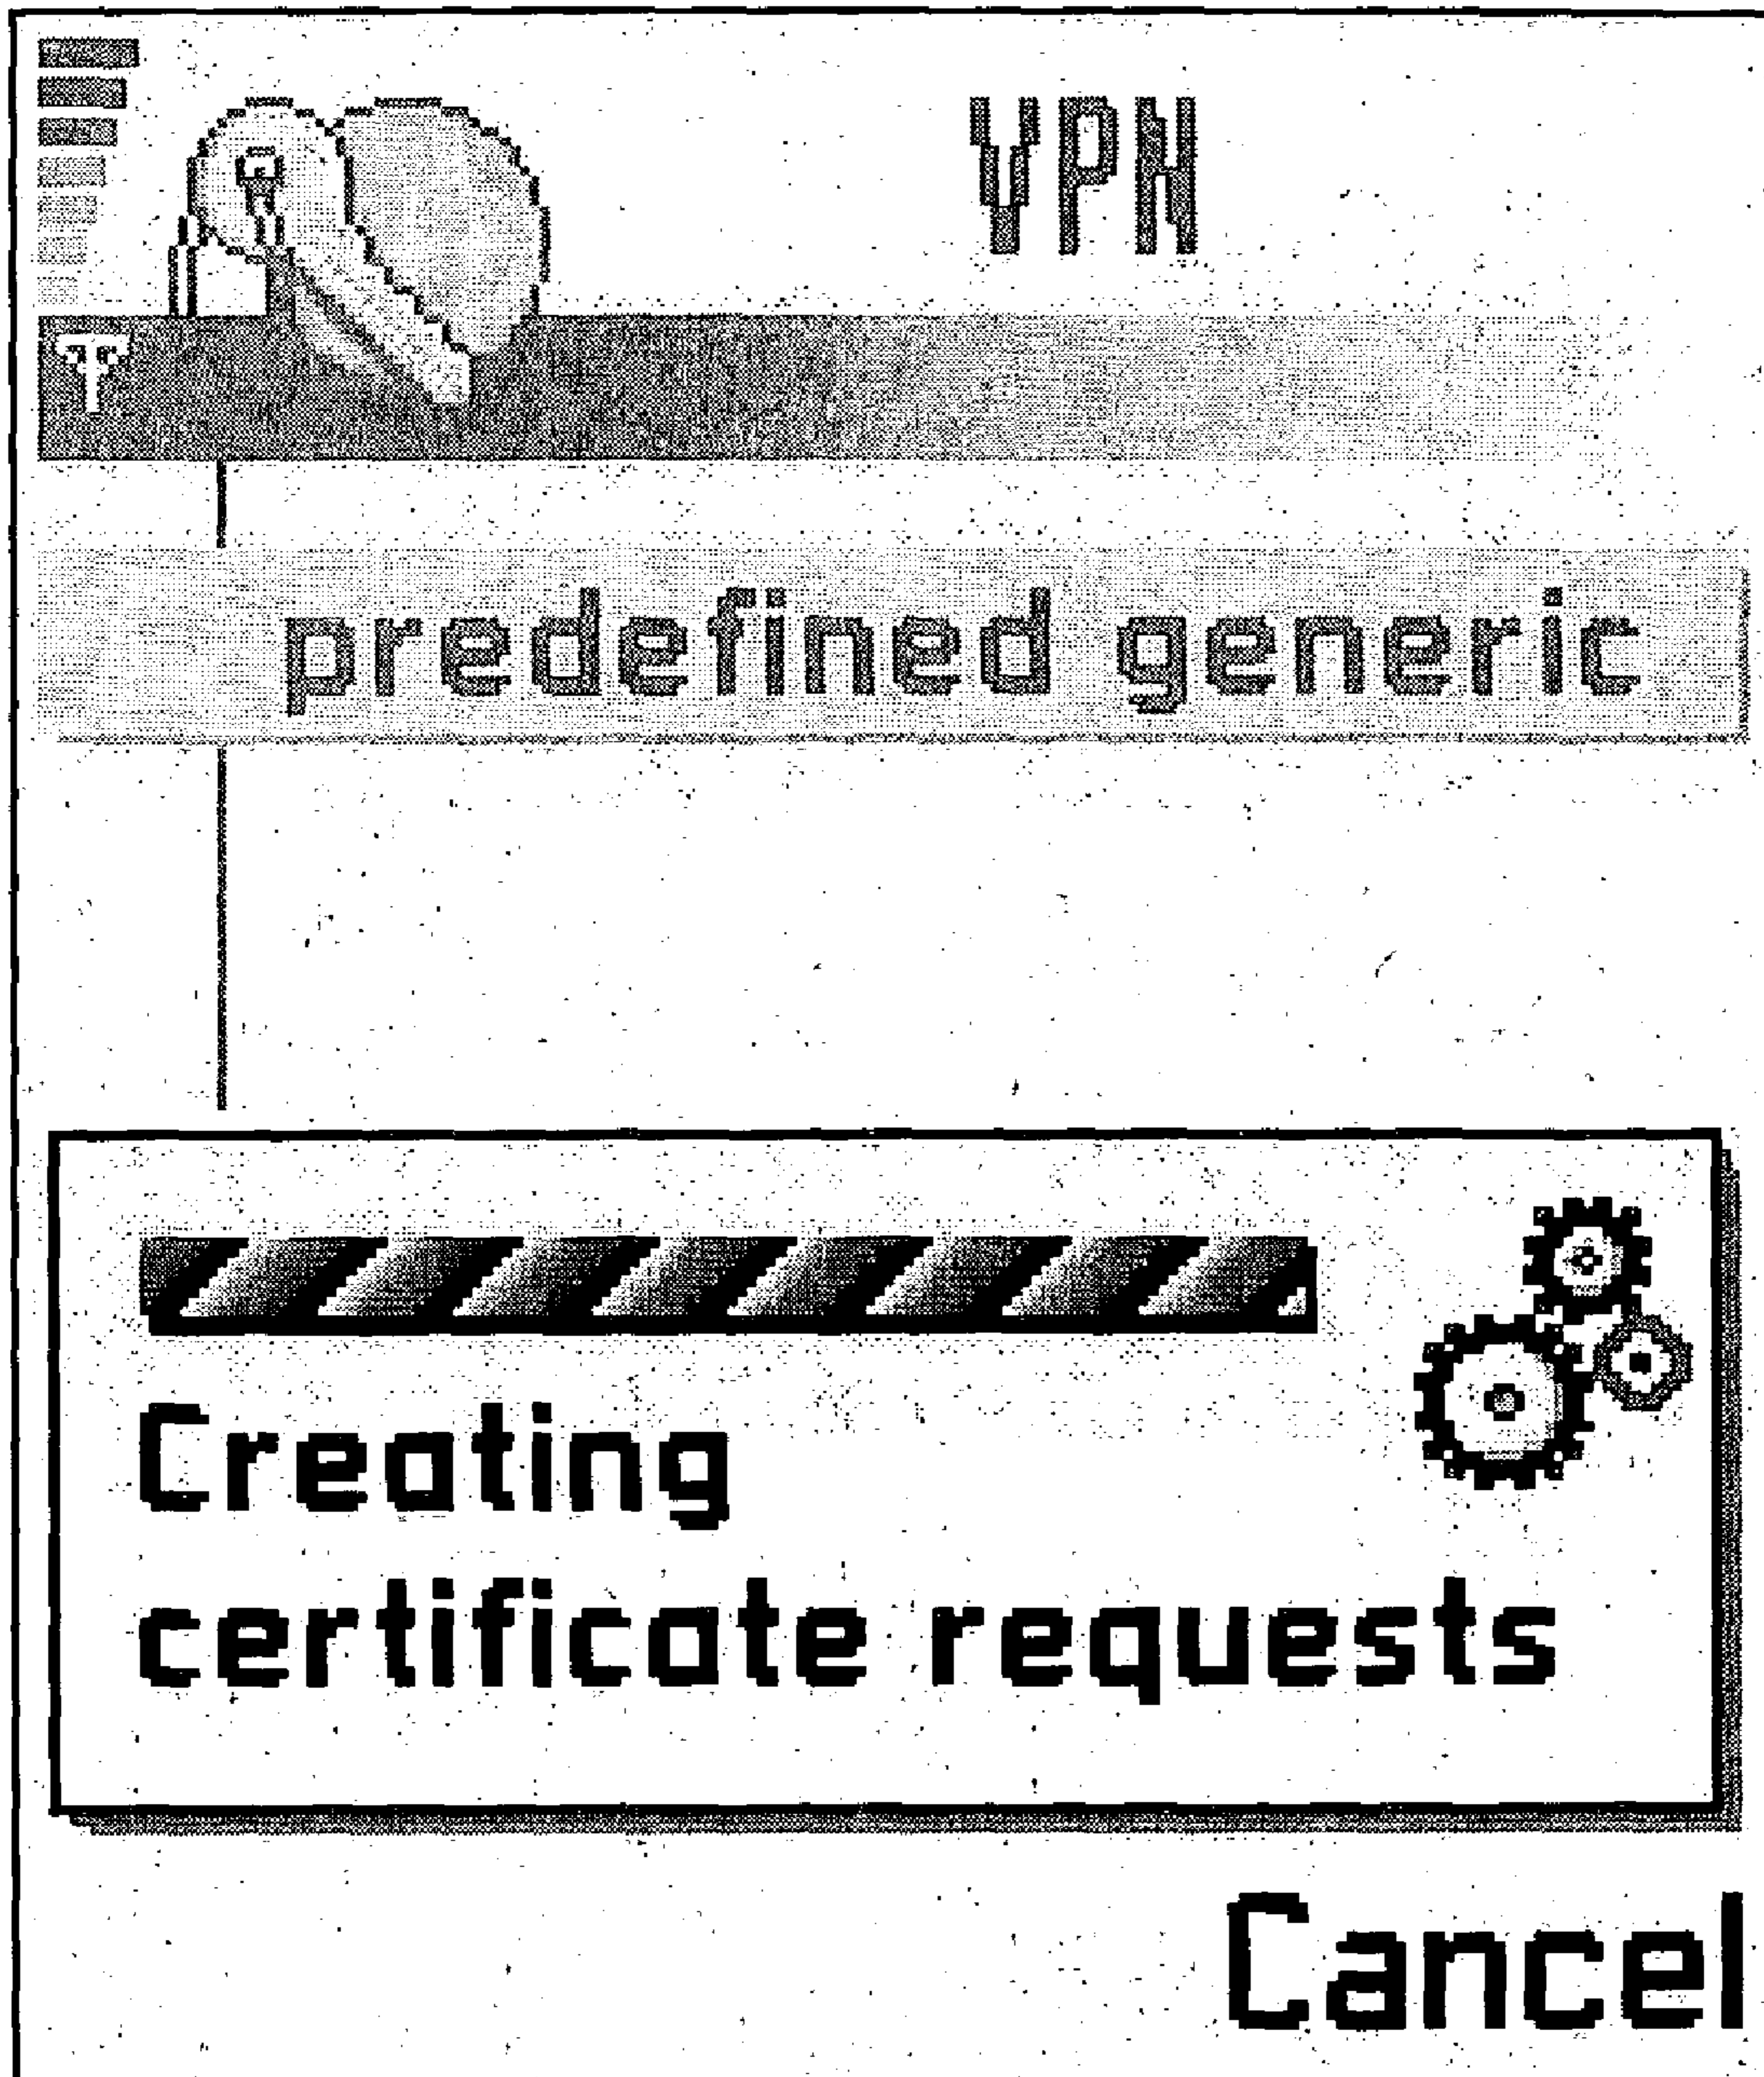 VPN
predefined generic
Creating
certificate requests
Cancel